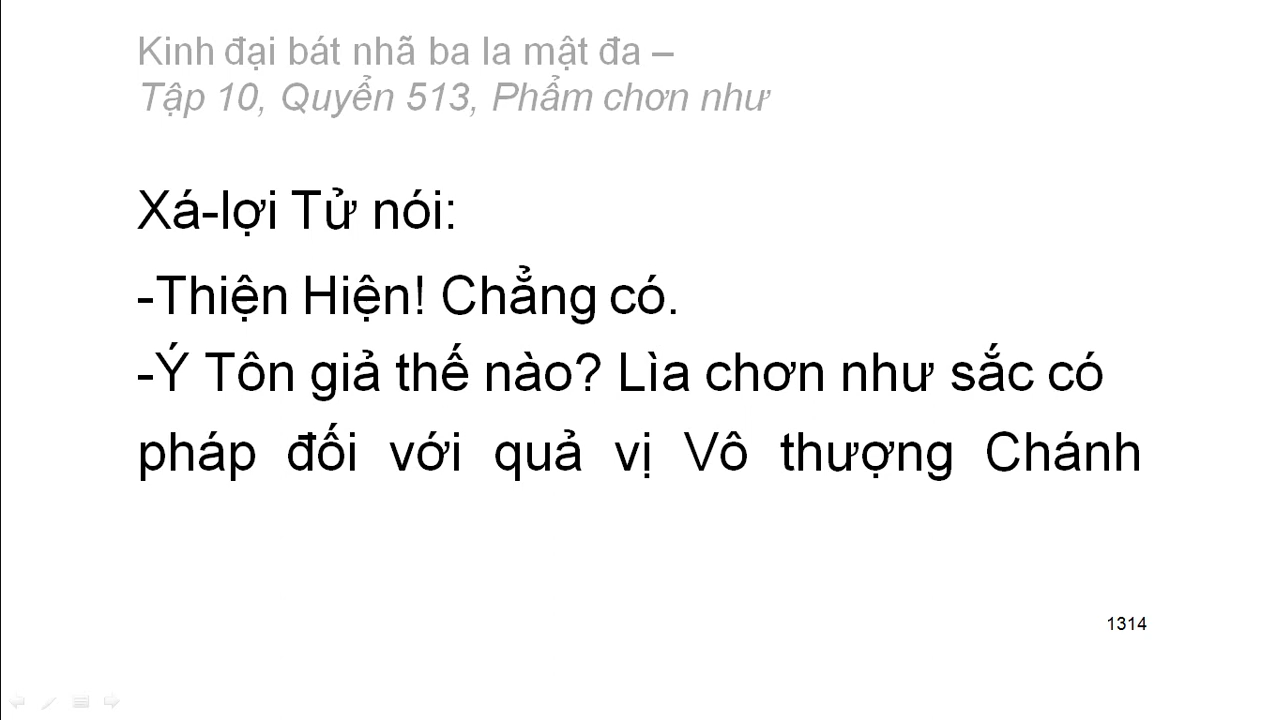 Kinh đại bát nhã ba la mật đa –
Tập 10, Quyển 513, Phẩm chơn như
Xá-lợi Tử nói:
-Thiện Hiện! Chẳng có.
-Ý Tôn giả thế nào? Lìa chơn như sắc có
pháp đối với quả vị Vô thượng Chánh
1314